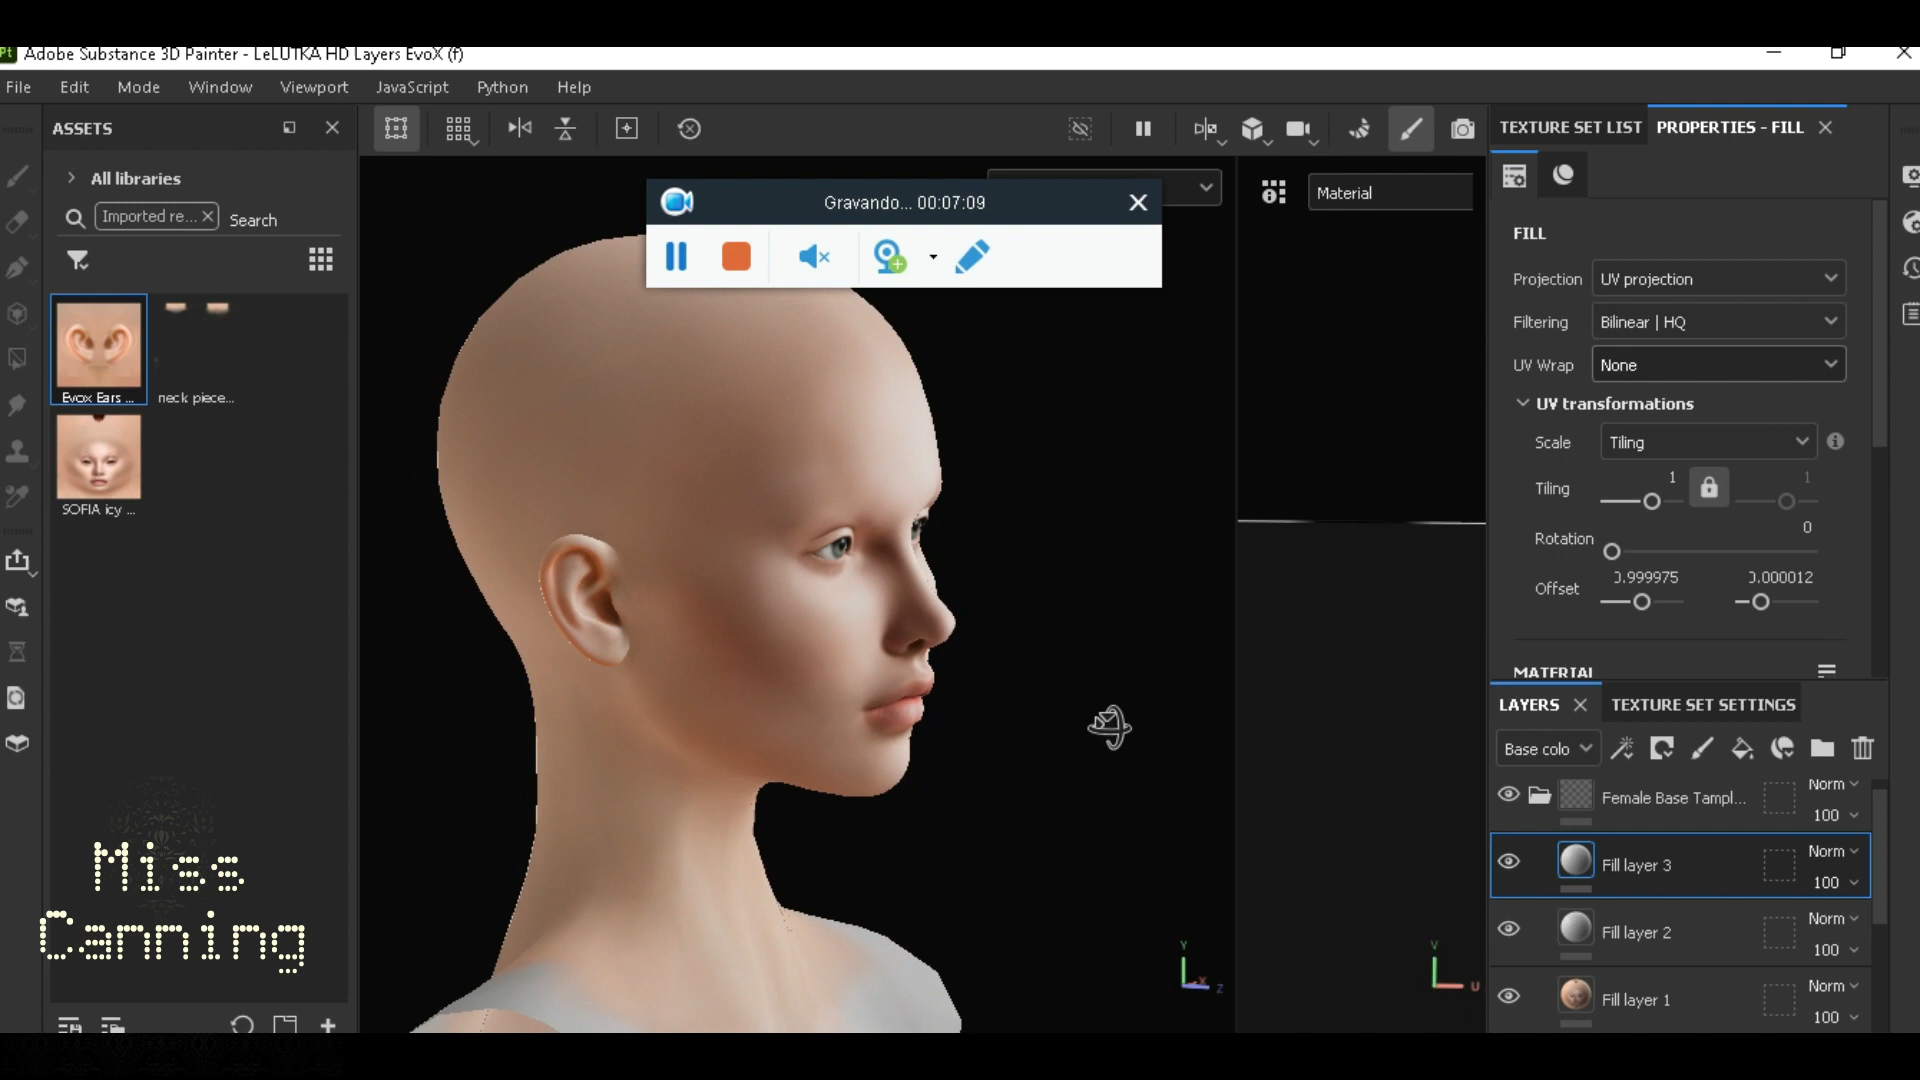 Pt Adobe Substance 3D Painter - LeLUTKA HD Layers EvoX (f)
File Edit Mode Window Viewport JavaScript Python Help
ASSETS
All libraries
Imported re... Search
Evox Ears ...
neck piece...
SOFIA icy ...
Miss
Canning
Gravando... 00:07:09
Material
Y
Z
V
U
TEXTURE SET LIST PROPERTIES - FILL
FILL
Projection UV projection
Filtering Bilinear | HQ
UV Wrap None
UV transformations
Scale Tiling
Tiling 1 1
Rotation 0
Offset 0.999975 0.000012
MATERIAL
LAYERS TEXTURE SET SETTINGS
Base colo
Female Base Tampl... Norm
100
Fill layer 3 Norm
100
Fill layer 2 Norm
100
Fill layer 1 Norm
100